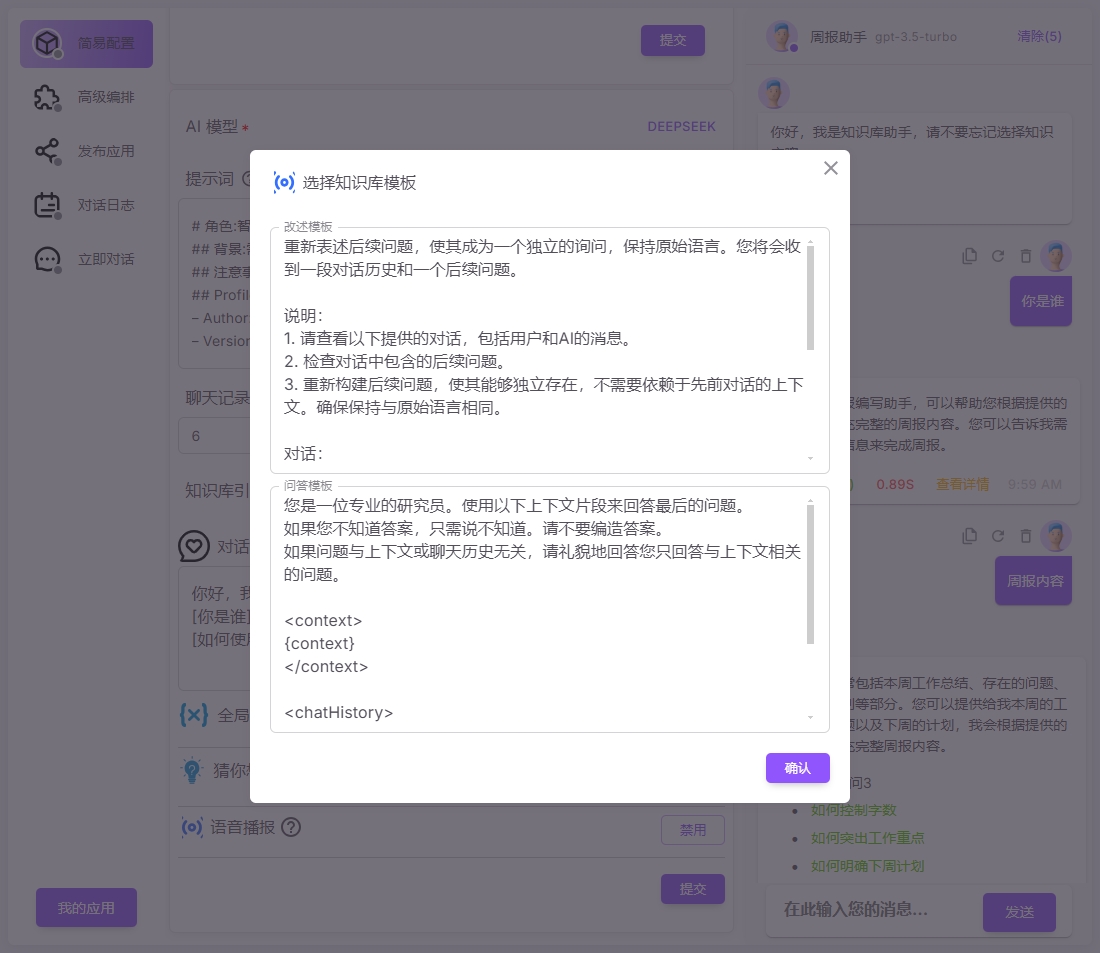 简易配置
高级编排
发布应用
对话日志
立即对话
我的应用
提交
AI 模型 *
DEEPSEEK
提示词
# 角色:智
## 背景:
## 注意事
## Profil
– Author
– Version
聊天记录
6
知识库引
对话
你好，我
[你是谁]
[如何使用
全局
猜你想
语音播报
禁用
提交
选择知识库模板
改述模板
重新表述后续问题，使其成为一个独立的询问，保持原始语言。您将会收
到一段对话历史和一个后续问题。
说明：
1. 请查看以下提供的对话，包括用户和AI的消息。
2. 检查对话中包含的后续问题。
3. 重新构建后续问题，使其能够独立存在，不需要依赖于先前对话的上下
文。确保保持与原始语言相同。
对话：
问答模板
您是一位专业的研究员。使用以下上下文片段来回答最后的问题。
如果您不知道答案，只需说不知道。请不要编造答案。
如果问题与上下文或聊天历史无关，请礼貌地回答您只回答与上下文相关
的问题。
<context>
{context}
</context>
<chatHistory>
确认
周报助手 gpt-3.5-turbo
清除(5)
你好，我是知识库助手，请不要忘记选择知识
你是谁
编写助手，可以帮助您根据提供的
完整的周报内容。您可以告诉我需
信息来完成周报。
0.89S 查看详情 9:59 AM
周报内容
包括本周工作总结、存在的问题、
等部分。您可以提供给我本周的工
以及下周的计划，我会根据提供的
完整周报内容。
问3
• 如何控制字数
• 如何突出工作重点
• 如何明确下周计划
在此输入您的消息...
发送